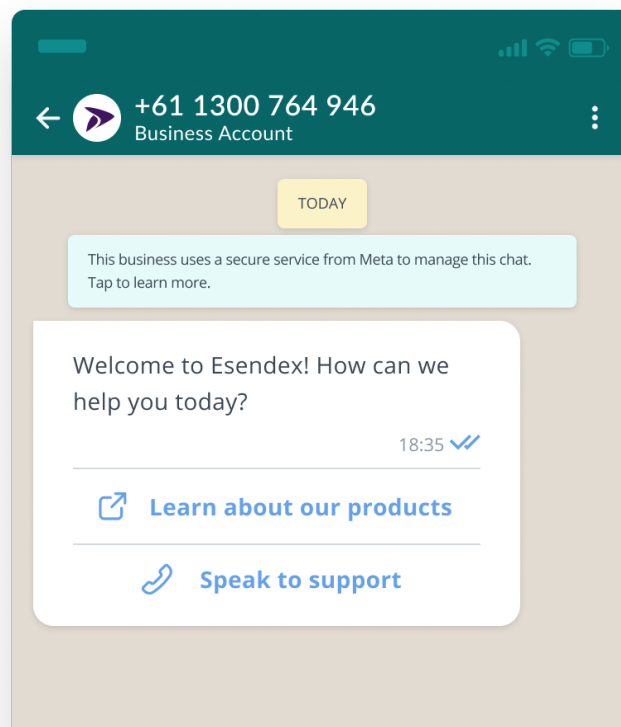 +61 1300 764 946
Business Account
TODAY
This business uses a secure service from Meta to manage this chat.
Tap to learn more.
Welcome to Esendex! How can we
help you today?
18:35
Learn about our products
Speak to support